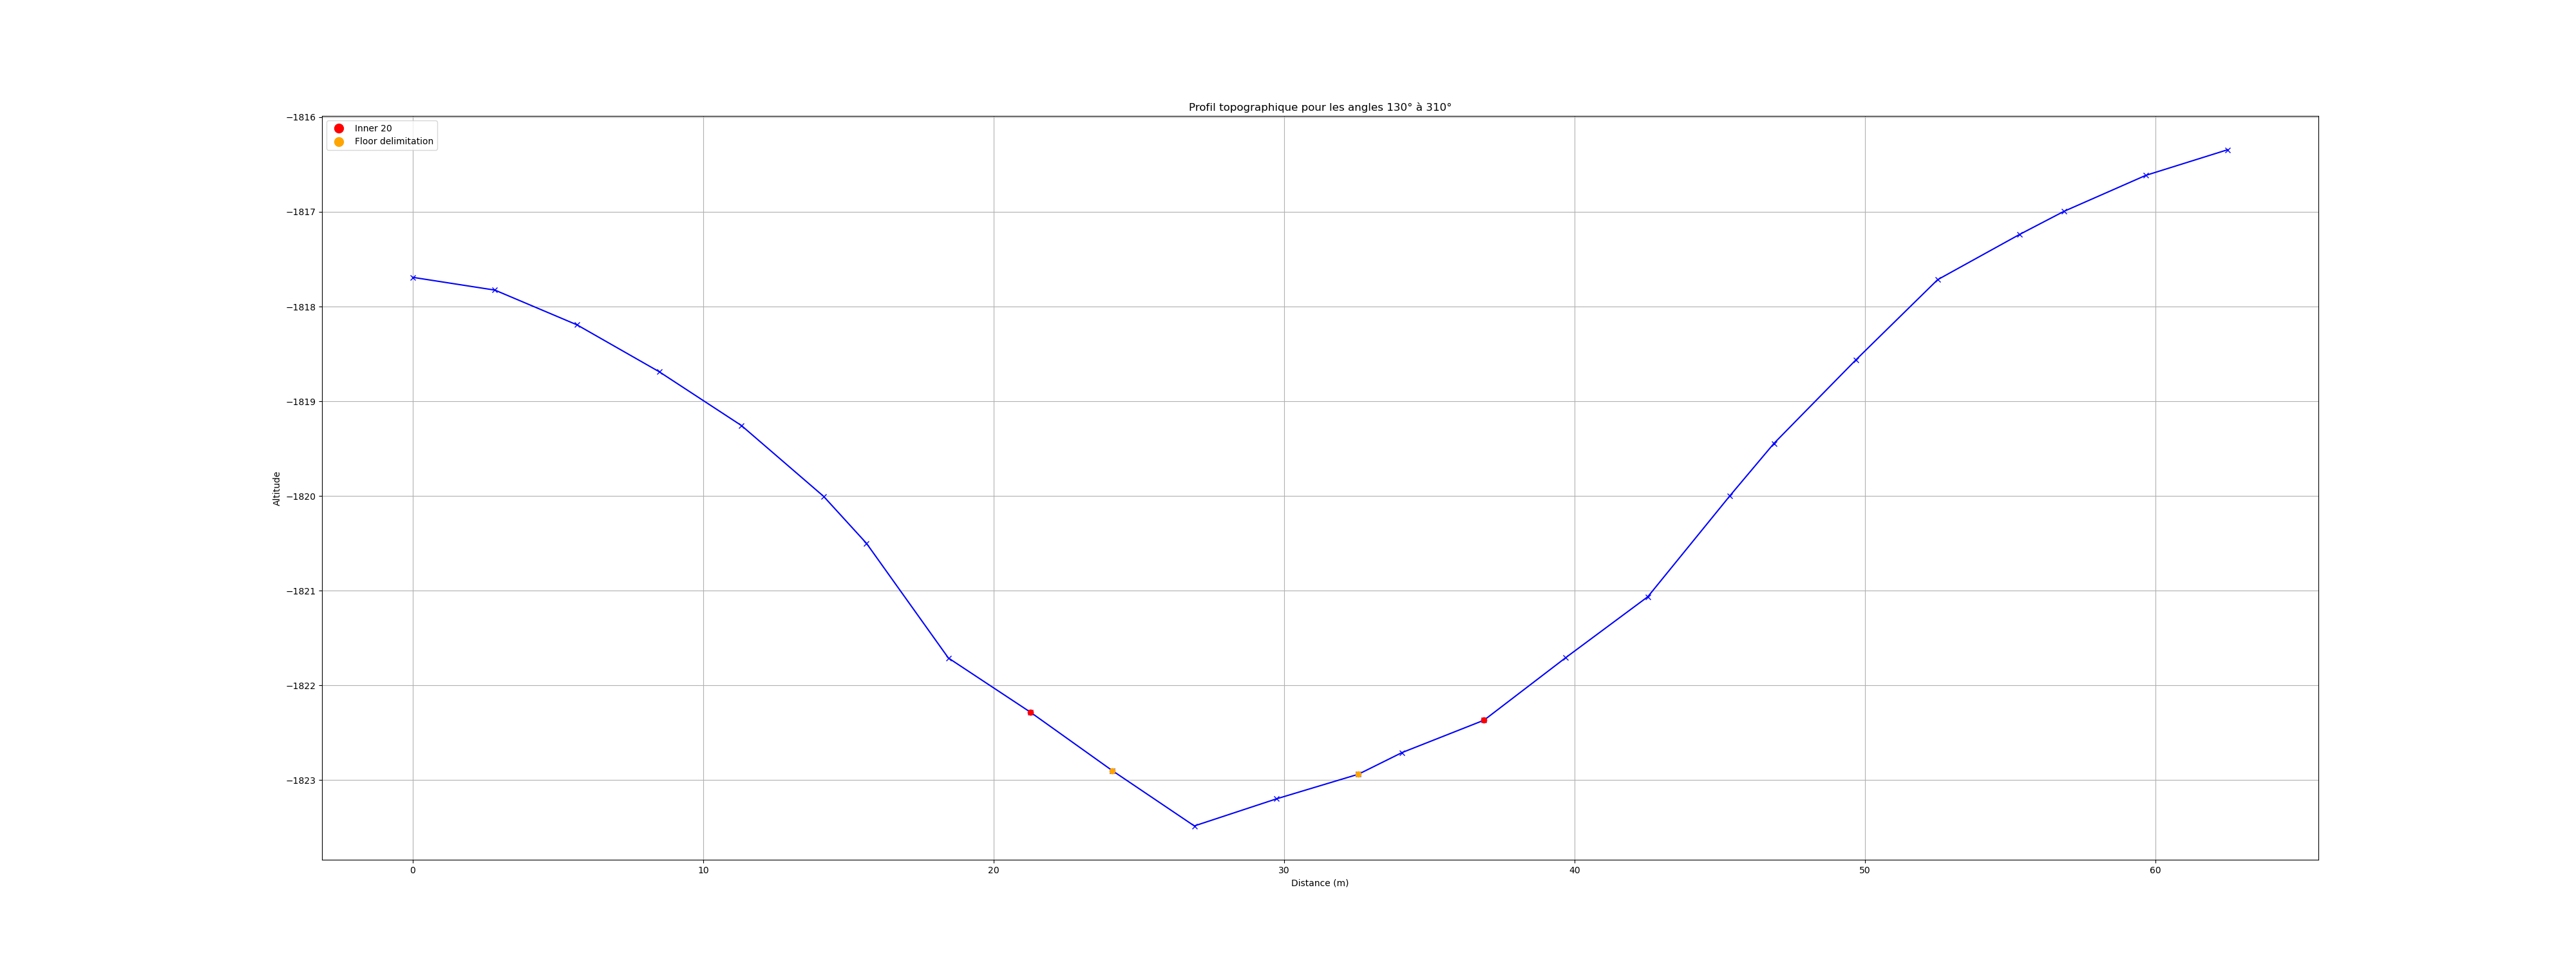 Profil topographique pour les angles 130° à 310°
Inner 20
Floor delimitation
−1816
−1817
−1818
−1819
−1820
−1821
−1822
−1823
Altitude
0 10 20 30 40 50 60
Distance (m)